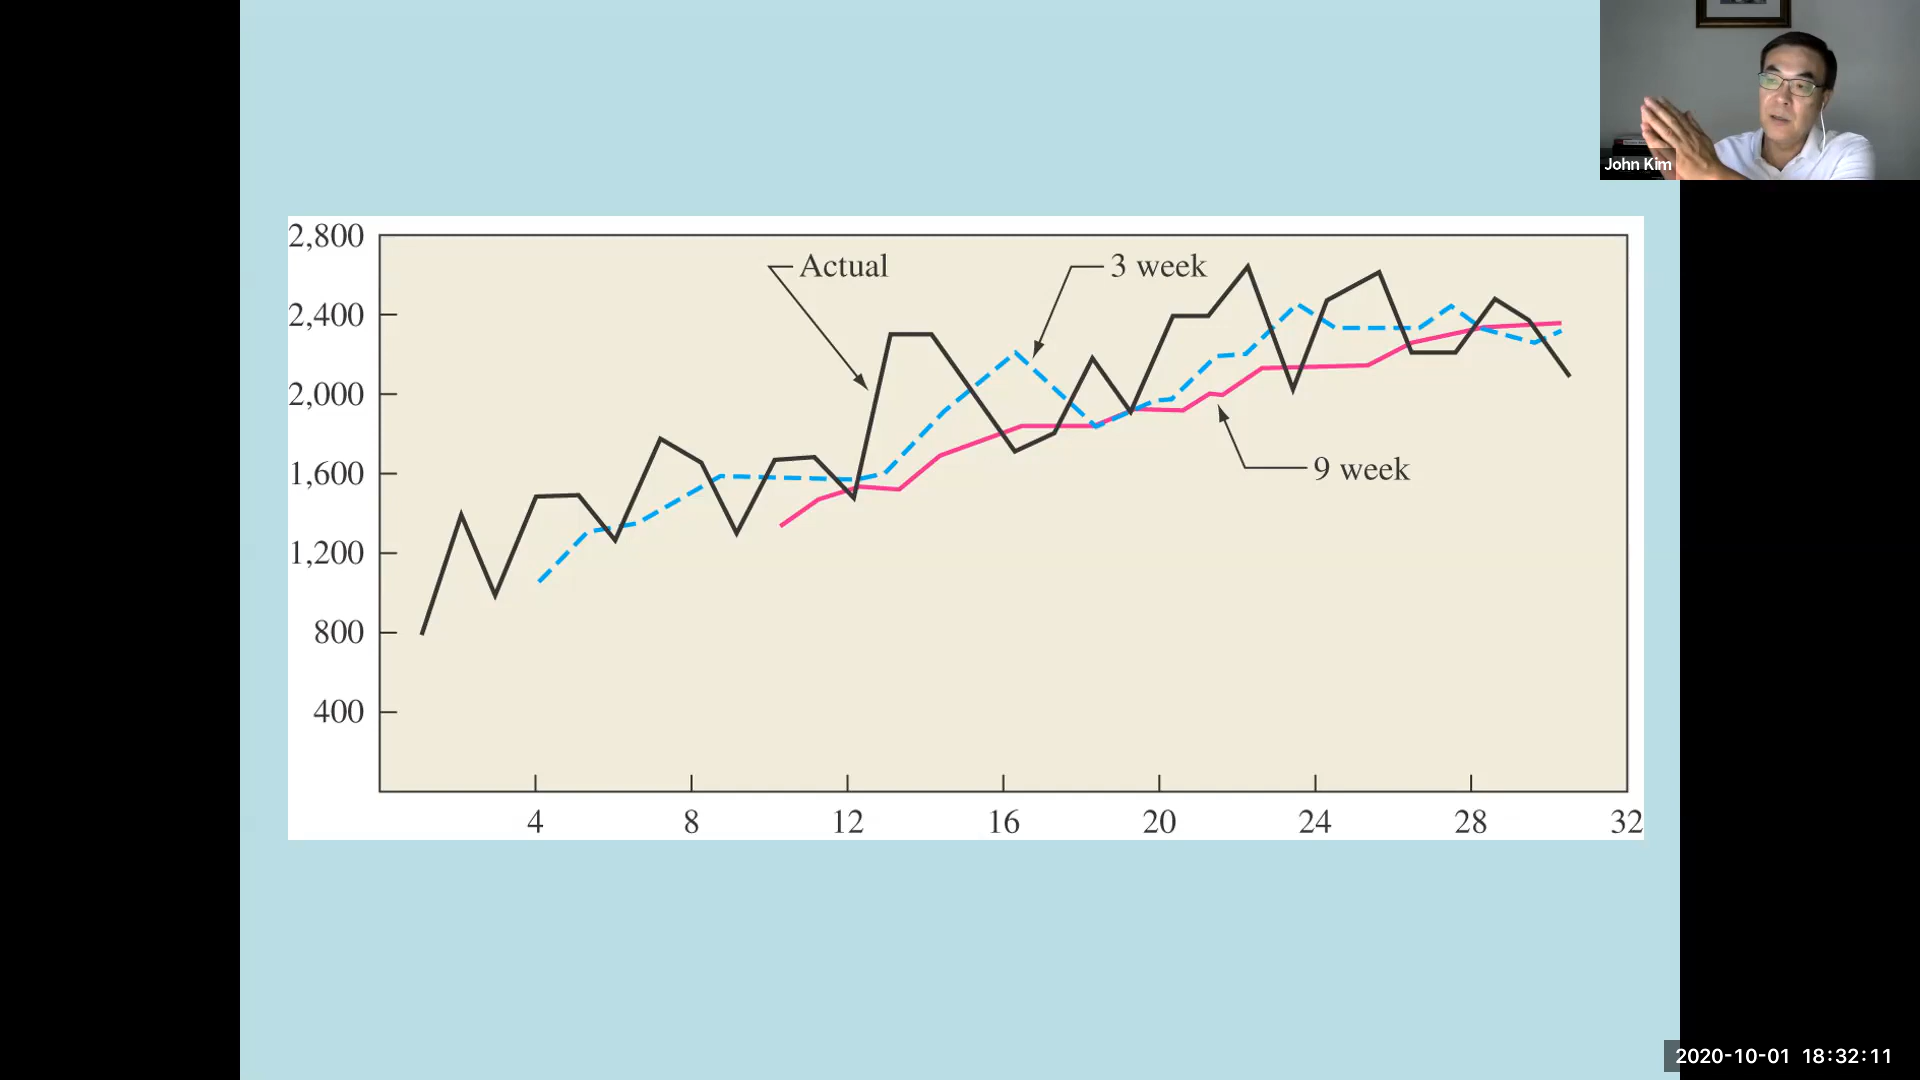 John Kim
2,800
2,400
2,000
1,600
1,200
800
400
Actual
3 week
9 week
4 8 12 16 20 24 28 32
2020-10-01 18:32:11